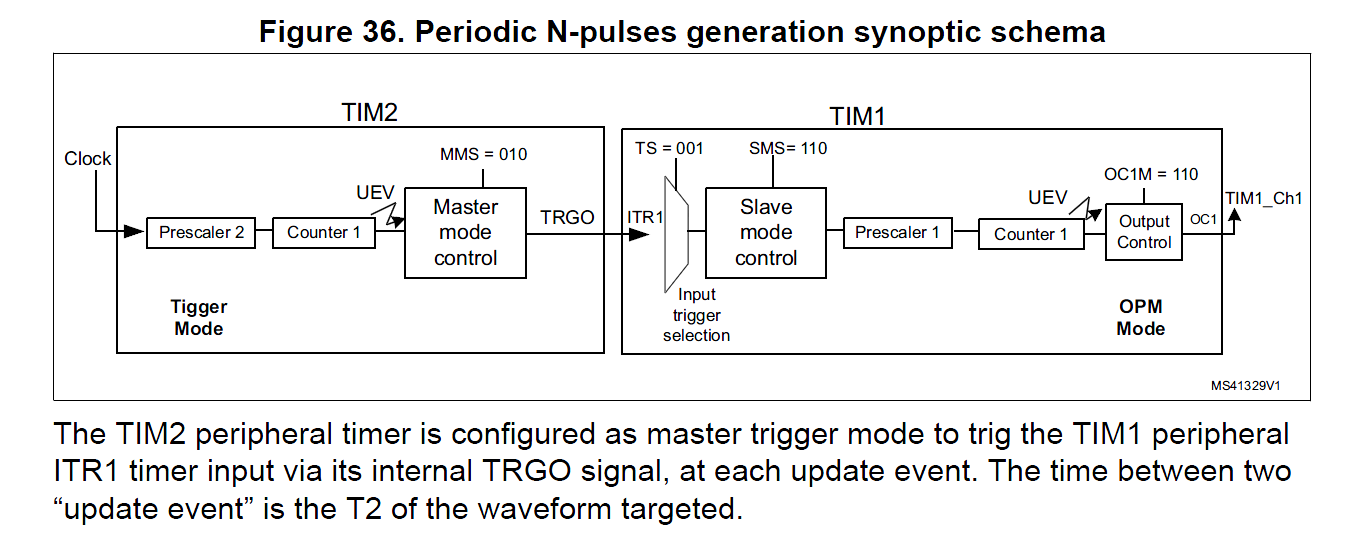 Figure 36. Periodic N-pulses generation synoptic schema
TIM2
TIM1
Clock
MMS = 010
TS = 001
SMS= 110
OC1M = 110
UEV
UEV
TIM1_Ch1
Prescaler 2
Counter 1
Master
mode
control
TRGO
ITR1
Slave
mode
control
Prescaler 1
Counter 1
Output
Control
OC1
Tigger
Mode
Input
trigger
selection
OPM
Mode
MS41329V1
The TIM2 peripheral timer is configured as master trigger mode to trig the TIM1 peripheral
ITR1 timer input via its internal TRGO signal, at each update event. The time between two
“update event” is the T2 of the waveform targeted.